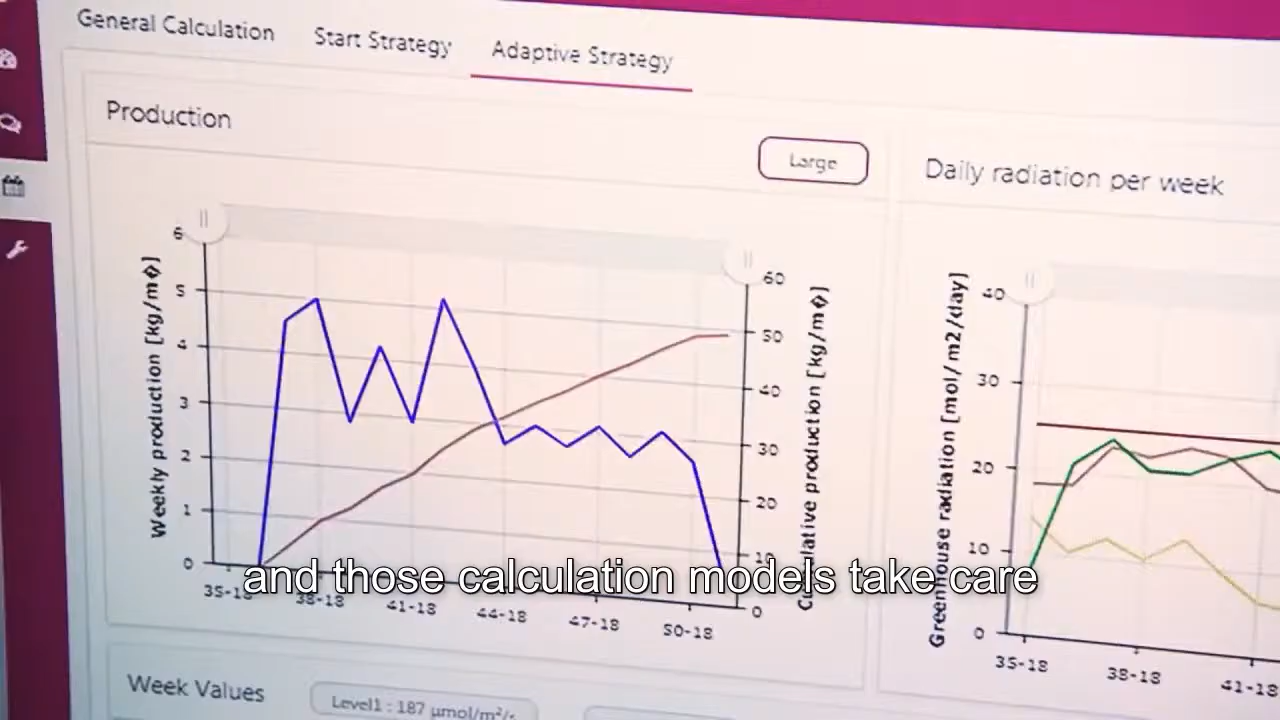 General Calculation
Start Strategy
Adaptive Strategy
Production
Large
Weekly production [kg/m�]
6
5
4
3
2
1
0
Cumulative production [kg/m�]
60
50
40
30
20
10
0
35-18
38-18
41-18
44-18
47-18
50-18
Daily radiation per week
Greenhouse radiation [mol/m2/day]
40
30
20
10
0
35-18
38-18
41-18
and those calculation models take care
Week Values
Level1 : 187 μmol/m²/s